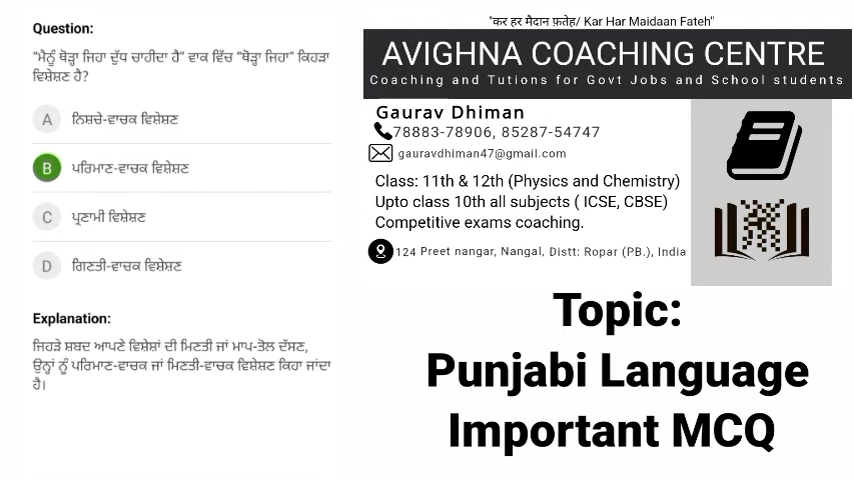 Question:
"ਮੈਨੂੰ ਥੋੜ੍ਹਾ ਜਿਹਾ ਦੁੱਧ ਚਾਹੀਦਾ ਹੈ" ਵਾਕ ਵਿੱਚ "ਥੋੜ੍ਹਾ ਜਿਹਾ" ਕਿਹੜਾ
ਵਿਸ਼ੇਸ਼ਣ ਹੈ?
A ਨਿਸ਼ਚੇ-ਵਾਚਕ ਵਿਸ਼ੇਸ਼ਣ
B ਪਰਿਮਾਣ-ਵਾਚਕ ਵਿਸ਼ੇਸ਼ਣ
C ਪ੍ਰਣਾਮੀ ਵਿਸ਼ੇਸ਼ਣ
D ਗਿਣਤੀ-ਵਾਚਕ ਵਿਸ਼ੇਸ਼ਣ
Explanation:
ਜਿਹੜੇ ਸ਼ਬਦ ਆਪਣੇ ਵਿਸ਼ੇਸ਼ਾਂ ਦੀ ਮਿਣਤੀ ਜਾਂ ਮਾਪ-ਤੋਲ ਦੱਸਣ,
ਉਨ੍ਹਾਂ ਨੂੰ ਪਰਿਮਾਣ-ਵਾਚਕ ਜਾਂ ਮਿਣਤੀ-ਵਾਚਕ ਵਿਸ਼ੇਸ਼ਣ ਕਿਹਾ ਜਾਂਦਾ
ਹੈ।
"कर हर मैदान फ़तेह/ Kar Har Maidaan Fateh"
AVIGHNA COACHING CENTRE
Coaching and Tutions for Govt Jobs and School students
Gaurav Dhiman
78883-78906, 85287-54747
gauravdhiman47@gmail.com
Class: 11th & 12th (Physics and Chemistry)
Upto class 10th all subjects ( ICSE, CBSE)
Competitive exams coaching.
124 Preet nangar, Nangal, Distt: Ropar (PB.), India
Topic:
Punjabi Language
Important MCQ